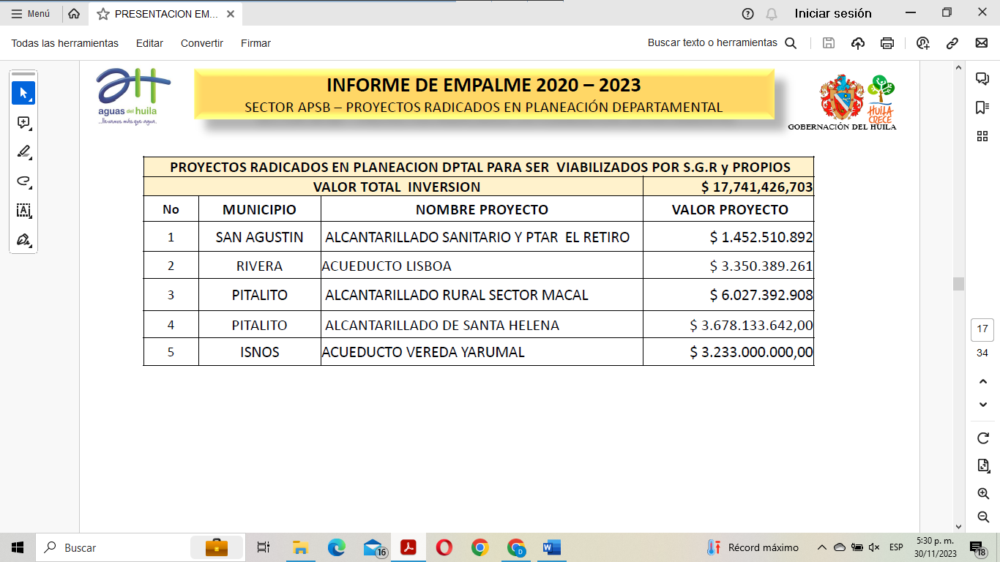 Menú
PRESENTACION EM...
Iniciar sesión
Todas las herramientas
Editar
Convertir
Firmar
Buscar texto o herramientas
aguas del huila
...llevamos más que agua.
INFORME DE EMPALME 2020 – 2023
SECTOR APSB – PROYECTOS RADICADOS EN PLANEACIÓN DEPARTAMENTAL
HUILA
CRECE
GOBERNACIÓN DEL HUILA
PROYECTOS RADICADOS EN PLANEACION DPTAL PARA SER VIABILIZADOS POR S.G.R y PROPIOS
VALOR TOTAL INVERSION $ 17,741,426,703
No MUNICIPIO NOMBRE PROYECTO VALOR PROYECTO
1 SAN AGUSTIN ALCANTARILLADO SANITARIO Y PTAR EL RETIRO $ 1.452.510.892
2 RIVERA ACUEDUCTO LISBOA $ 3.350.389.261
3 PITALITO ALCANTARILLADO RURAL SECTOR MACAL $ 6.027.392.908
4 PITALITO ALCANTARILLADO DE SANTA HELENA $ 3.678.133.642,00
5 ISNOS ACUEDUCTO VEREDA YARUMAL $ 3.233.000.000,00
17
34
Buscar
16
Récord máximo
ESP
5:30 p. m.
30/11/2023
18